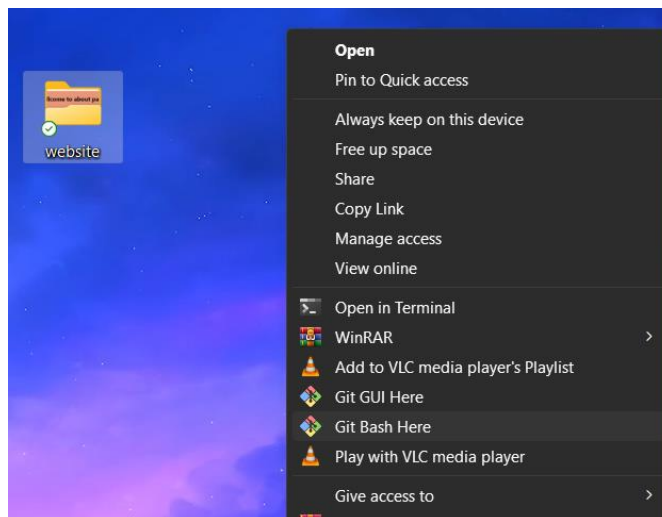 website
Open
Pin to Quick access
Always keep on this device
Free up space
Share
Copy Link
Manage access
View online
Open in Terminal
WinRAR
Add to VLC media player's Playlist
Git GUI Here
Git Bash Here
Play with VLC media player
Give access to